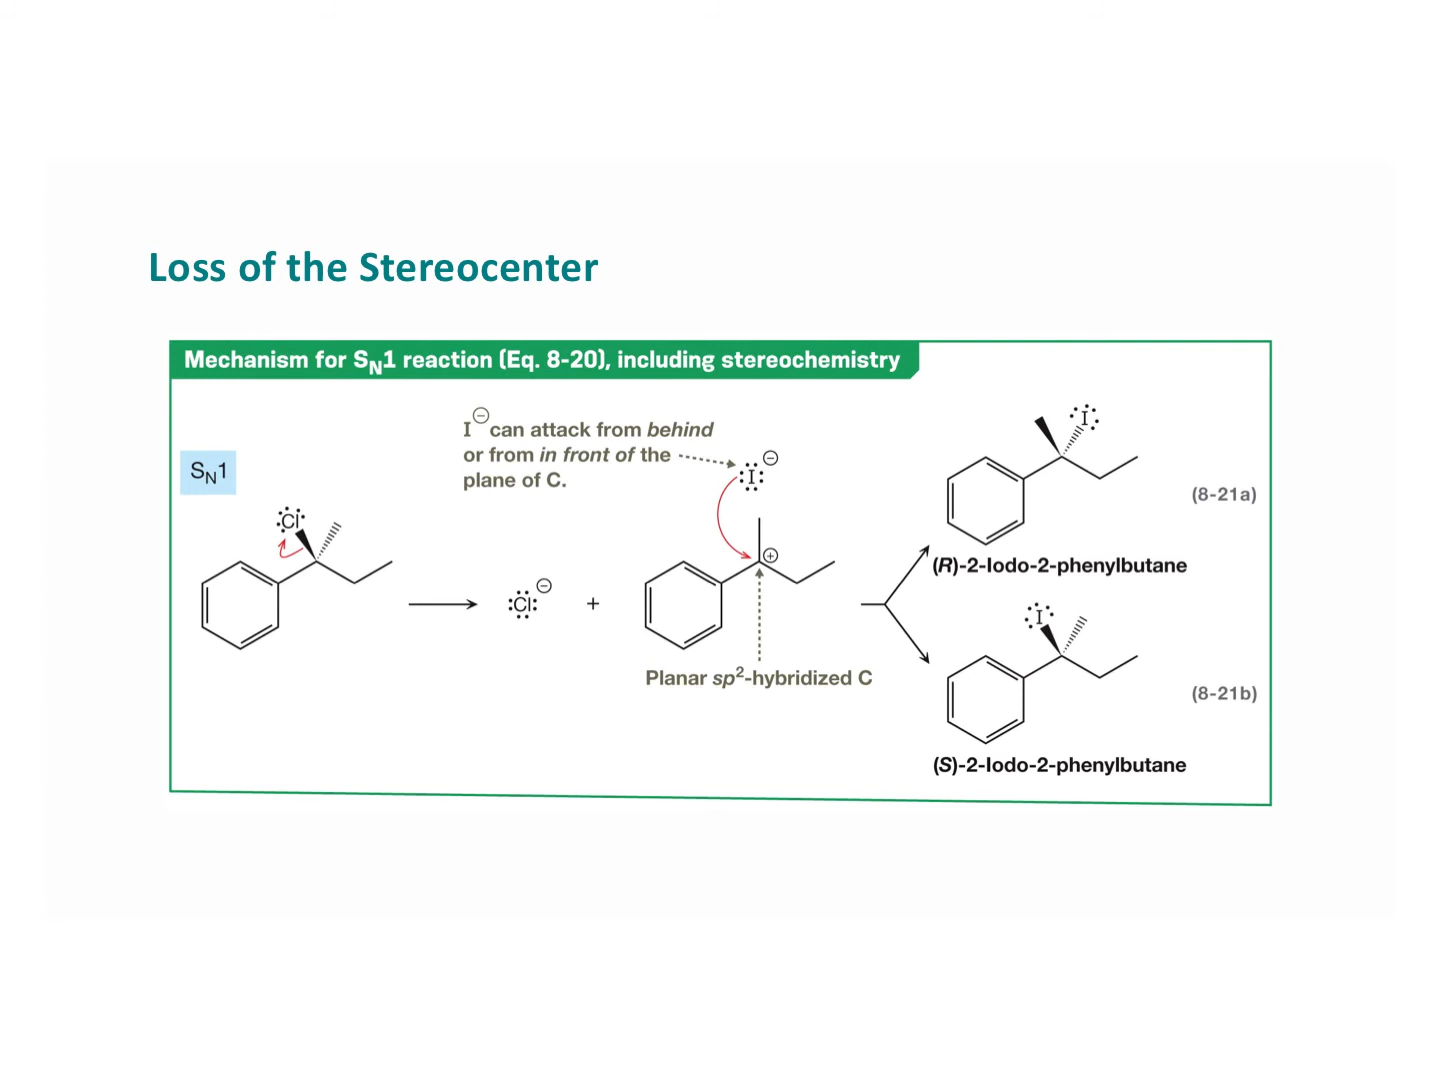 Loss of the Stereocenter
Mechanism for SN1 reaction (Eq. 8-20), including stereochemistry
SN1
I⊖ can attack from behind
or from in front of the
plane of C.
:Cl:
:I: ⊖
:Cl: ⊖
+
⊕
Planar sp²-hybridized C
:I:
(8-21a)
(R)-2-Iodo-2-phenylbutane
:I:
(8-21b)
(S)-2-Iodo-2-phenylbutane